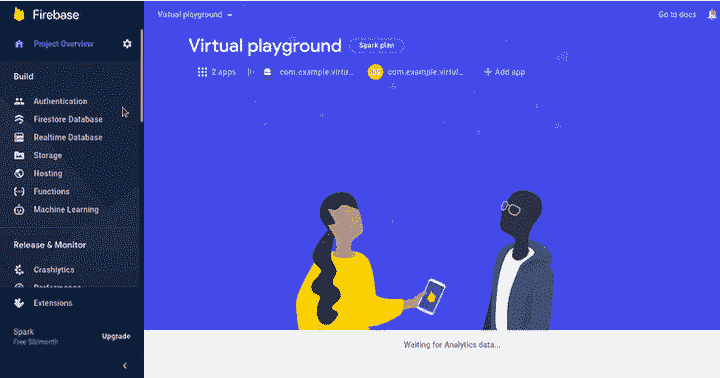 Firebase
Project Overview
Build
Authentication
Firestore Database
Realtime Database
Storage
Hosting
Functions
Machine Learning
Release & Monitor
Crashlytics
Performance
Extensions
Spark
Free $0/month
Upgrade
Virtual playground
Go to docs
Virtual playground
Spark plan
2 apps
com.example.virtu...
iOS
com.example.virtu...
Add app
Waiting for Analytics data...